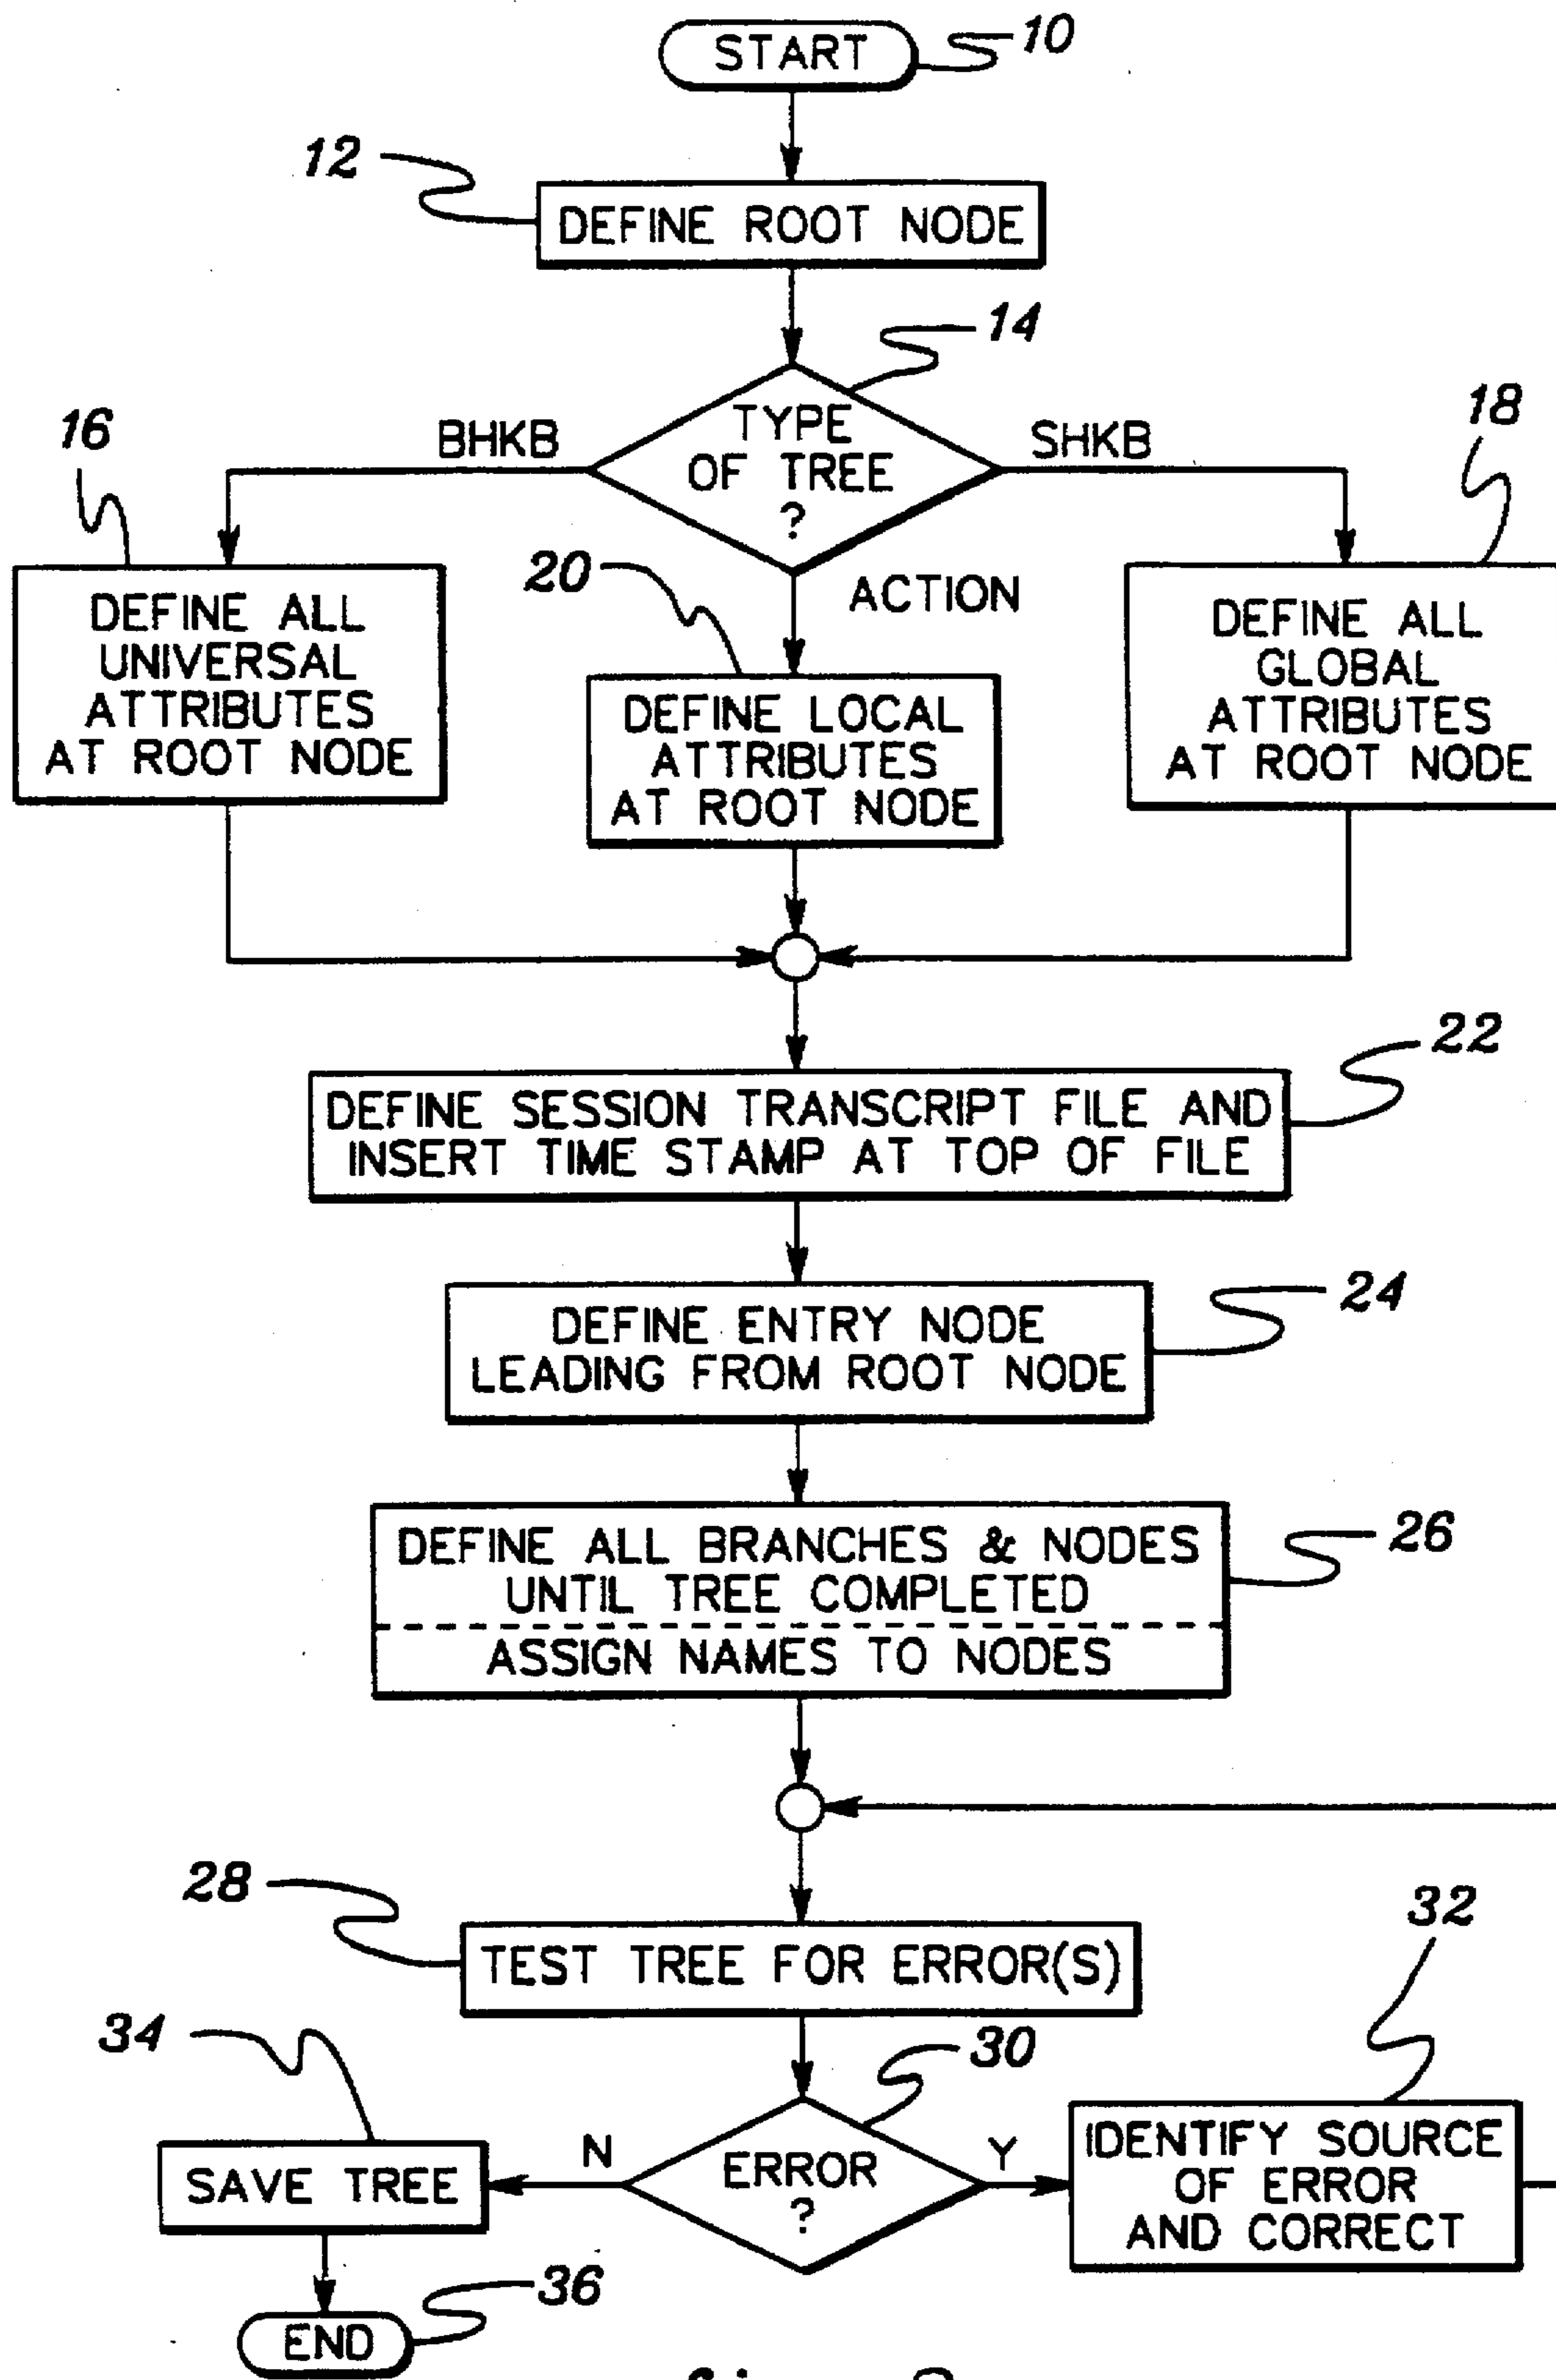 START
10
12
DEFINE ROOT NODE
14
16
BHKB
TYPE
OF TREE
?
SHKB
18
20
ACTION
DEFINE ALL
UNIVERSAL
ATTRIBUTES
AT ROOT NODE
DEFINE LOCAL
ATTRIBUTES
AT ROOT NODE
DEFINE ALL
GLOBAL
ATTRIBUTES
AT ROOT NODE
22
DEFINE SESSION TRANSCRIPT FILE AND
INSERT TIME STAMP AT TOP OF FILE
24
DEFINE ENTRY NODE
LEADING FROM ROOT NODE
26
DEFINE ALL BRANCHES & NODES
UNTIL TREE COMPLETED
ASSIGN NAMES TO NODES
28
TEST TREE FOR ERROR(S)
32
34
30
SAVE TREE
N
ERROR
?
Y
IDENTIFY SOURCE
OF ERROR
AND CORRECT
36
END